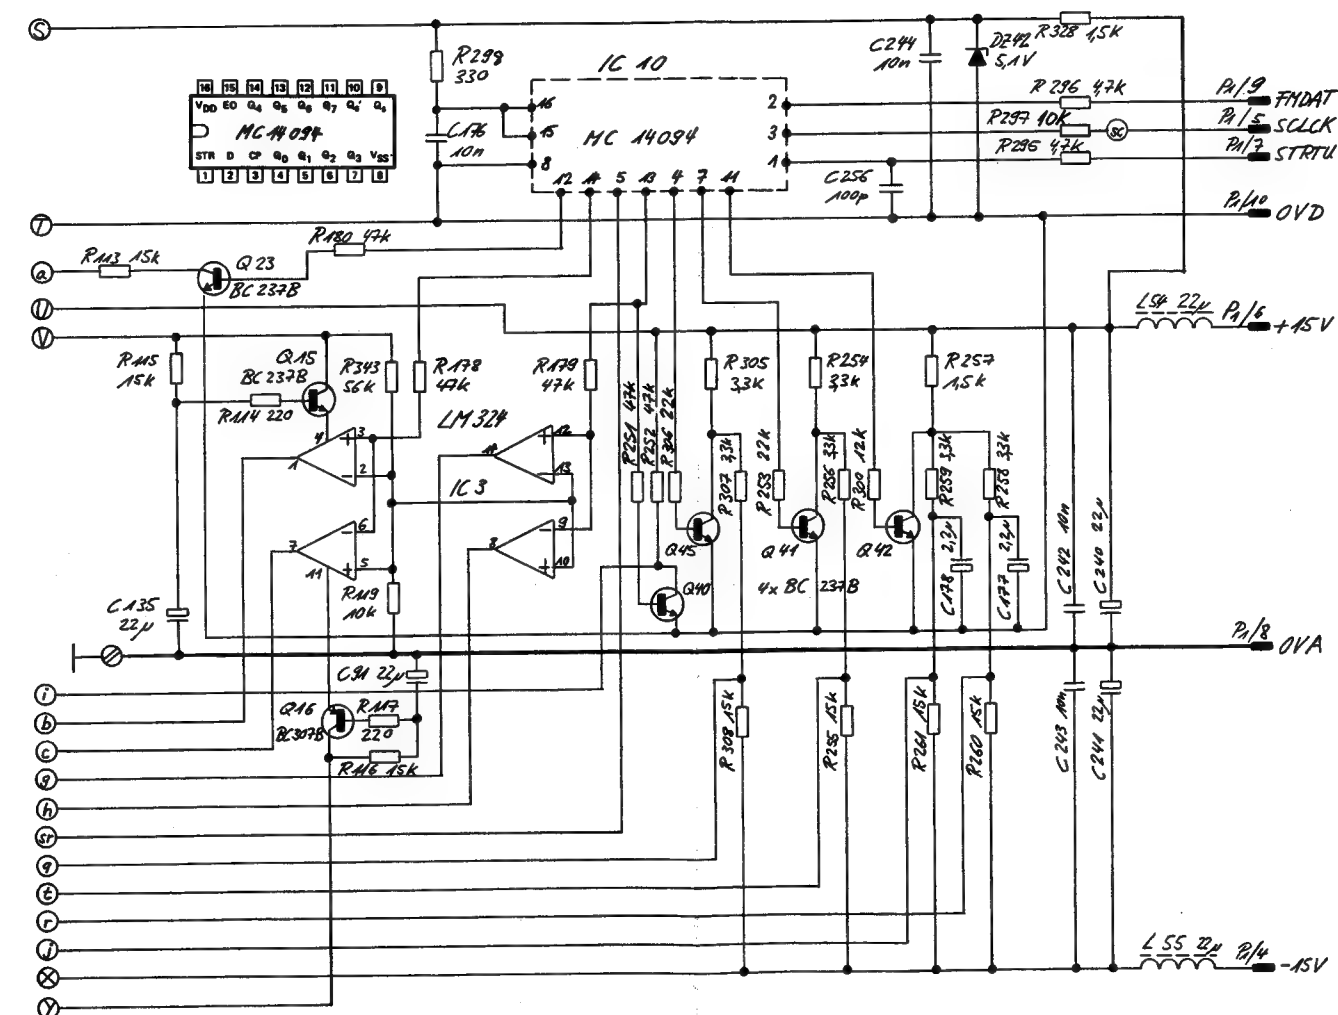 S
R298
330
IC 10
C244
10n
DZ42
5,1V
R328 1,5K
16 15 14 13 12 11 10 9
VDD EO Q4 Q5 Q6 Q7 Q's Qs
MC 14094
STR D CP Q0 Q1 Q2 Q3 VSS
1 2 3 4 5 6 7 8
C176
10n
16
15
8
MC 14094
2
3
1
12 14 5 13 4 7 11
R296 4,7K
P1/9
FMDAT
R297 10K
SC
P1/5
SCLCK
R295 4,7K
P1/7
STRTU
C256
100p
T
P1/10
OVD
R180 47K
a
R113 15K
Q23
BC 237B
U
V
L54 22µ
P1/6
+15V
R115
15K
Q15
BC 237B
R114 220
R343
56K
R178
47K
R179
47K
R251 47K
R252 47K
R306 22K
R305
3,3K
R254
3,3K
R257
1,5K
LM 324
IC 3
4
3
2
1
6
5
7
11
12
13
14
9
10
8
R307 3,3K
R253 22K
R256 33K
R300 12K
R259 3,3K
R258 33K
Q45
Q41
Q42
Q40
4x BC 237B
C178 2,2µ
C177 2,2µ
C242 10n
C240 22µ
C135
22µ
R119
10K
P1/8
OVA
C91 22µ
i
b
Q16
BC307B
R117
220
R116 15K
c
g
h
sr
q
t
r
j
R308 15K
R255 15K
R261 15K
R260 15K
C243 10n
C241 22µ
X
L 55 22µ
P1/4
-15V
Y